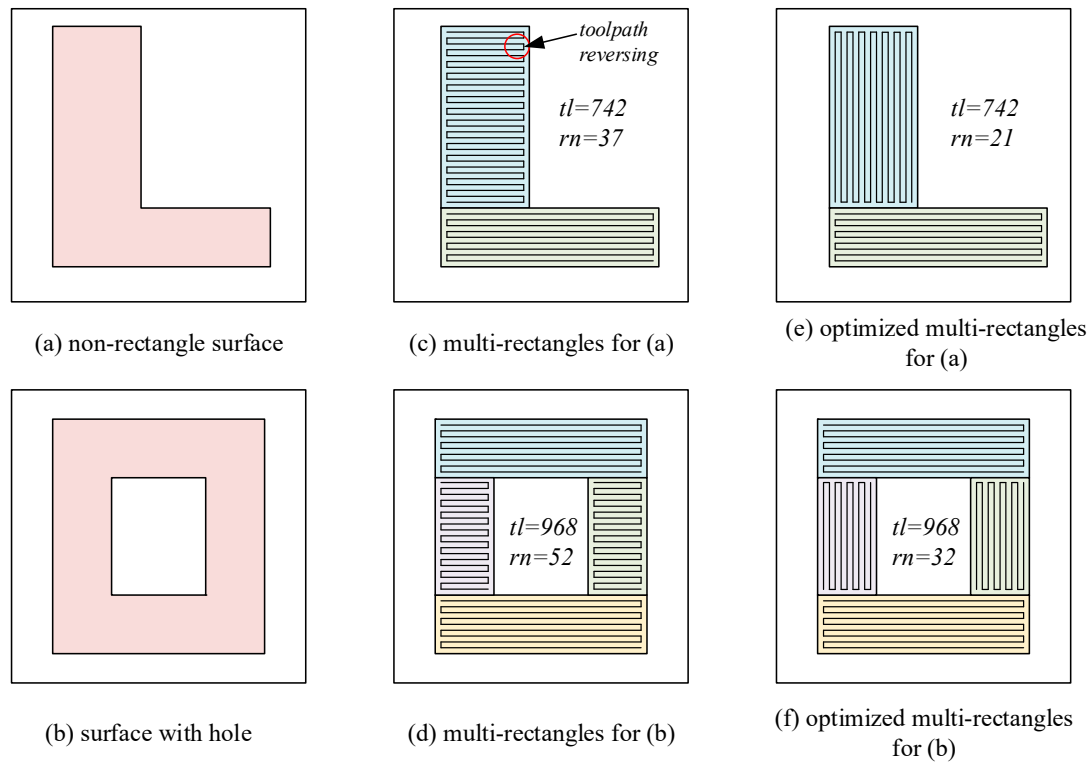 toolpath
reversing
tl=742
rn=37
tl=742
rn=21
(a) non-rectangle surface
(c) multi-rectangles for (a)
(e) optimized multi-rectangles
for (a)
tl=968
rn=52
tl=968
rn=32
(b) surface with hole
(d) multi-rectangles for (b)
(f) optimized multi-rectangles
for (b)